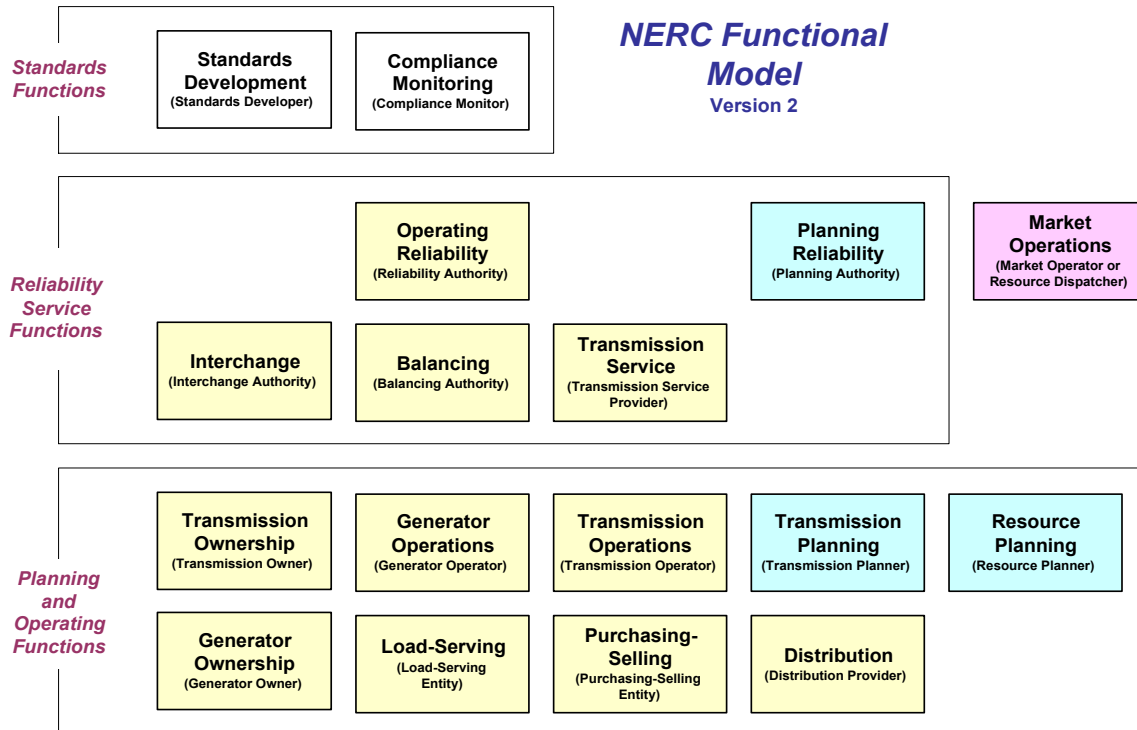 NERC Functional
Model
Version 2
Standards
Functions
Standards
Development
(Standards Developer)
Compliance
Monitoring
(Compliance Monitor)
Reliability
Service
Functions
Operating
Reliability
(Reliability Authority)
Planning
Reliability
(Planning Authority)
Market
Operations
(Market Operator or
Resource Dispatcher)
Interchange
(Interchange Authority)
Balancing
(Balancing Authority)
Transmission
Service
(Transmission Service
Provider)
Planning
and
Operating
Functions
Transmission
Ownership
(Transmission Owner)
Generator
Operations
(Generator Operator)
Transmission
Operations
(Transmission Operator)
Transmission
Planning
(Transmission Planner)
Resource
Planning
(Resource Planner)
Generator
Ownership
(Generator Owner)
Load-Serving
(Load-Serving
Entity)
Purchasing-
Selling
(Purchasing-Selling
Entity)
Distribution
(Distribution Provider)